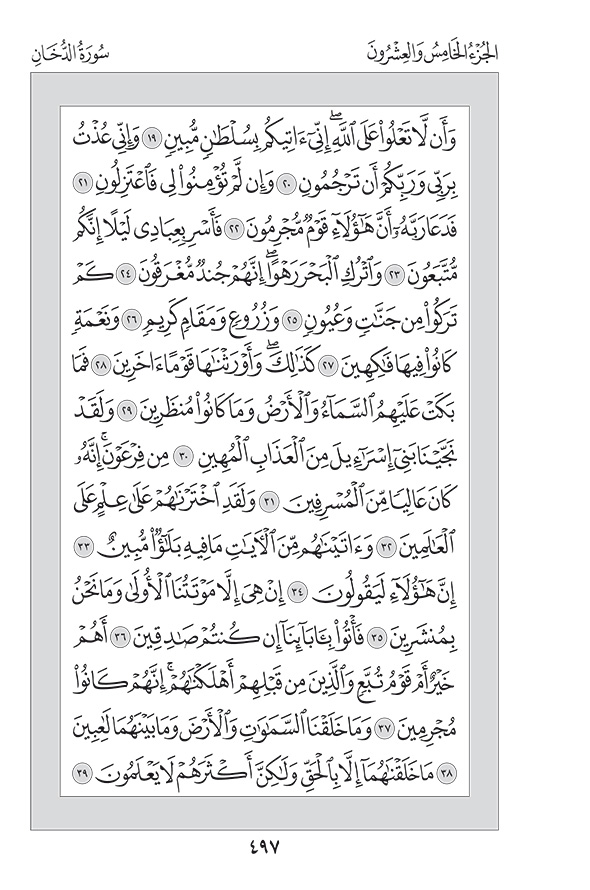 الجُزْءُ الخَامِسُ وَالعِشْرُونَ
سُورَةُ الدُّخَانِ
وَأَن لَّا تَعْلُوا۟ عَلَى ٱللَّهِ ۖ إِنِّىٓ ءَاتِيكُم بِسُلْطَـٰنٍ مُّبِينٍ ١٩ وَإِنِّى عُذْتُ
بِرَبِّى وَرَبِّكُمْ أَن تَرْجُمُونِ ٢٠ وَإِن لَّمْ تُؤْمِنُوا۟ لِى فَٱعْتَزِلُونِ ٢١
فَدَعَا رَبَّهُۥٓ أَنَّ هَـٰٓؤُلَآءِ قَوْمٌ مُّجْرِمُونَ ٢٢ فَأَسْرِ بِعِبَادِى لَيْلًا إِنَّكُم
مُّتَّبَعُونَ ٢٣ وَٱتْرُكِ ٱلْبَحْرَ رَهْوًا ۖ إِنَّهُمْ جُندٌ مُّغْرَقُونَ ٢٤ كَمْ
تَرَكُوا۟ مِن جَنَّـٰتٍ وَعُيُونٍ ٢٥ وَزُرُوعٍ وَمَقَامٍ كَرِيمٍ ٢٦ وَنَعْمَةٍ
كَانُوا۟ فِيهَا فَـٰكِهِينَ ٢٧ كَذَٰلِكَ ۖ وَأَوْرَثْنَـٰهَا قَوْمًا ءَاخَرِينَ ٢٨ فَمَا
بَكَتْ عَلَيْهِمُ ٱلسَّمَآءُ وَٱلْأَرْضُ وَمَا كَانُوا۟ مُنظَرِينَ ٢٩ وَلَقَدْ
نَجَّيْنَا بَنِىٓ إِسْرَٰٓءِيلَ مِنَ ٱلْعَذَابِ ٱلْمُهِينِ ٣٠ مِن فِرْعَوْنَ ۚ إِنَّهُۥ
كَانَ عَالِيًا مِّنَ ٱلْمُسْرِفِينَ ٣١ وَلَقَدِ ٱخْتَرْنَـٰهُمْ عَلَىٰ عِلْمٍ عَلَى
ٱلْعَـٰلَمِينَ ٣٢ وَءَاتَيْنَـٰهُم مِّنَ ٱلْـَٔايَـٰتِ مَا فِيهِ بَلَـٰٓؤٌا۟ مُّبِينٌ ٣٣
إِنَّ هَـٰٓؤُلَآءِ لَيَقُولُونَ ٣٤ إِنْ هِىَ إِلَّا مَوْتَتُنَا ٱلْأُولَىٰ وَمَا نَحْنُ
بِمُنشَرِينَ ٣٥ فَأْتُوا۟ بِـَٔابَآئِنَآ إِن كُنتُمْ صَـٰدِقِينَ ٣٦ أَهُمْ
خَيْرٌ أَمْ قَوْمُ تُبَّعٍ وَٱلَّذِينَ مِن قَبْلِهِمْ ۚ أَهْلَكْنَـٰهُمْ ۖ إِنَّهُمْ كَانُوا۟
مُجْرِمِينَ ٣٧ وَمَا خَلَقْنَا ٱلسَّمَـٰوَٰتِ وَٱلْأَرْضَ وَمَا بَيْنَهُمَا لَـٰعِبِينَ
٣٨ مَا خَلَقْنَـٰهُمَآ إِلَّا بِٱلْحَقِّ وَلَـٰكِنَّ أَكْثَرَهُمْ لَا يَعْلَمُونَ ٣٩
٤٩٧